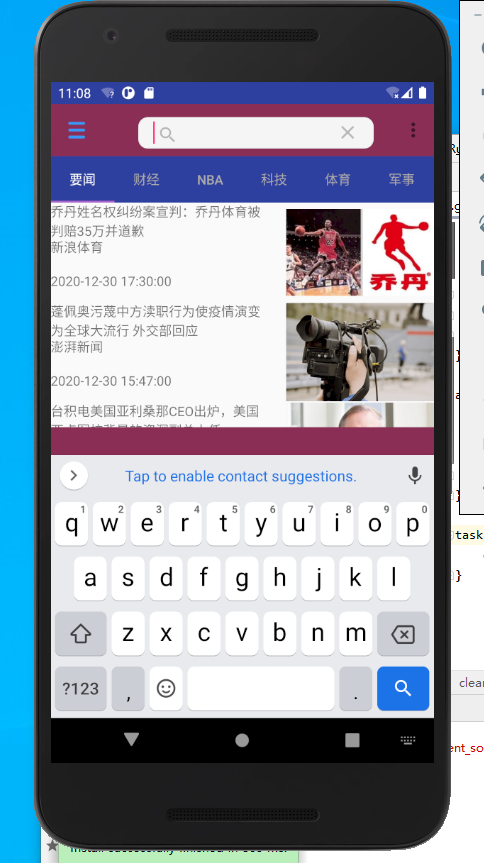 11:08
要闻 财经 NBA 科技 体育 军事
乔丹姓名权纠纷案宣判：乔丹体育被
判赔35万并道歉
新浪体育
2020-12-30 17:30:00
乔丹
蓬佩奥污蔑中方渎职行为使疫情演变
为全球大流行 外交部回应
澎湃新闻
2020-12-30 15:47:00
台积电美国亚利桑那CEO出炉，美国
Tap to enable contact suggestions.
1 2 3 4 5 6 7 8 9 0
q w e r t y u i o p
a s d f g h j k l
z x c v b n m
?123 , .
task
}
clear
ent_so